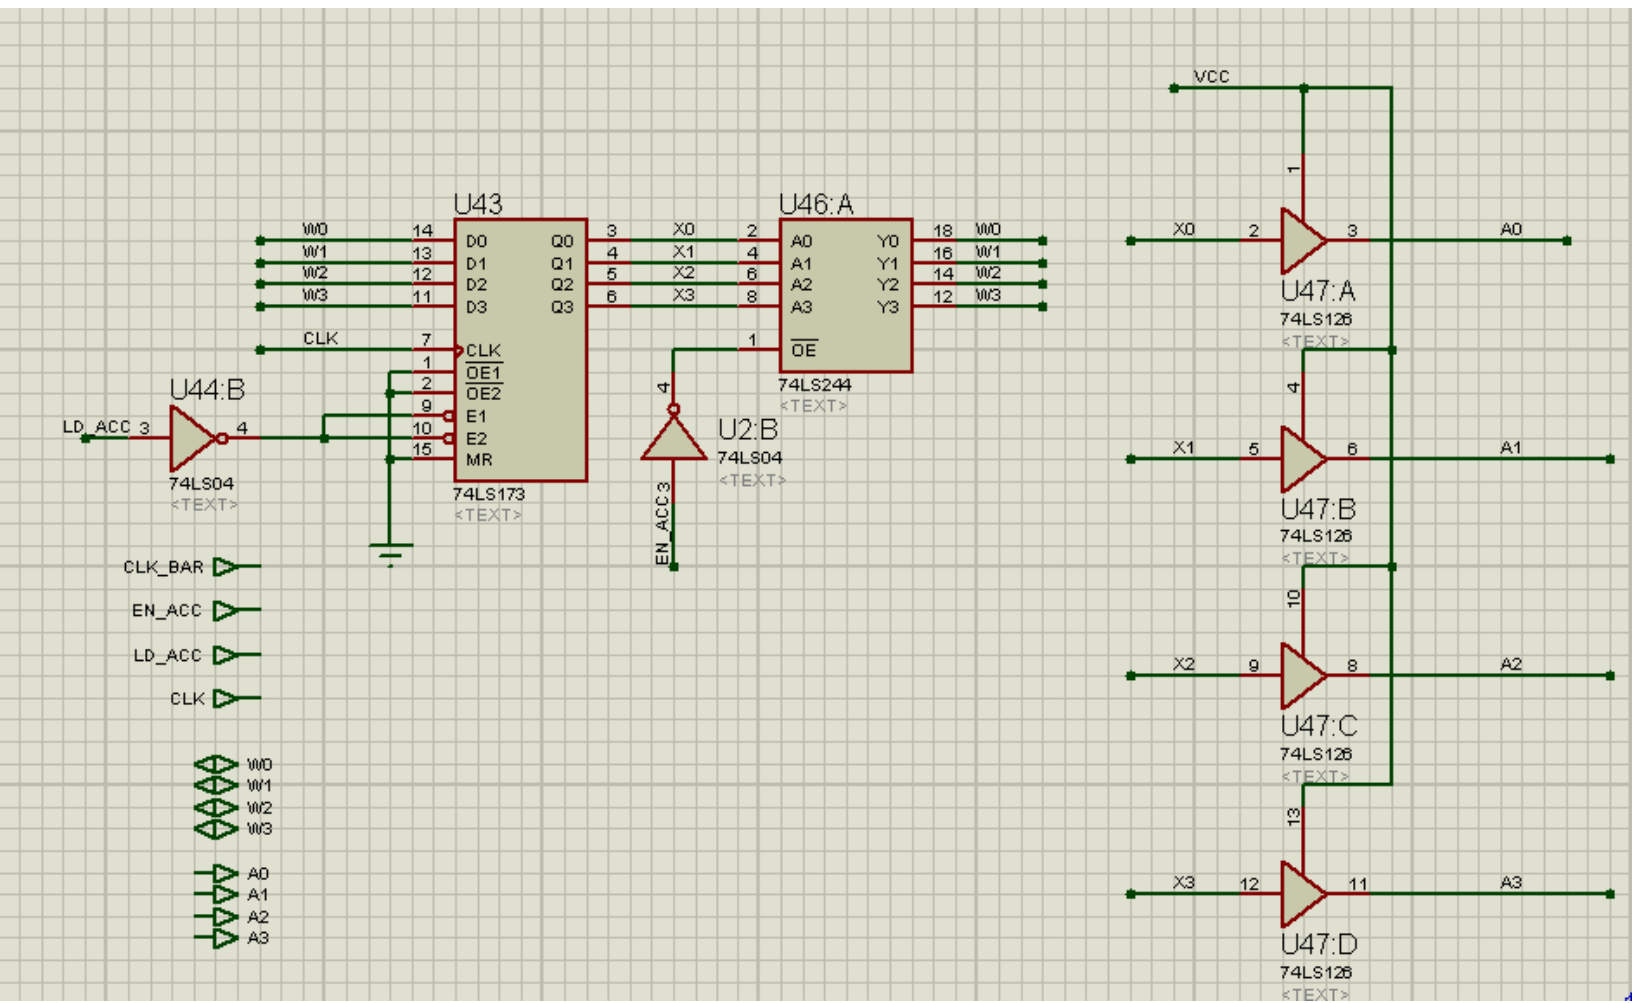 VCC
U43
U46:A
W0 14 D0 Q0 3 X0 2 A0 Y0 18 W0
W1 13 D1 Q1 4 X1 4 A1 Y1 16 W1
W2 12 D2 Q2 5 X2 6 A2 Y2 14 W2
W3 11 D3 Q3 6 X3 8 A3 Y3 12 W3
CLK 7 CLK
1 OE1
2 OE2
9 E1
10 E2
15 MR
74LS173
<TEXT>
1 OE
74LS244
<TEXT>
U44:B
LD_ACC 3 4
74LS04
<TEXT>
4
U2:B
74LS04
<TEXT>
3
EN_ACC
1
X0 2 3 A0
U47:A
74LS126
<TEXT>
4
X1 5 6 A1
U47:B
74LS126
<TEXT>
10
X2 9 8 A2
U47:C
74LS126
<TEXT>
13
X3 12 11 A3
U47:D
74LS126
<TEXT>
CLK_BAR
EN_ACC
LD_ACC
CLK
W0
W1
W2
W3
A0
A1
A2
A3